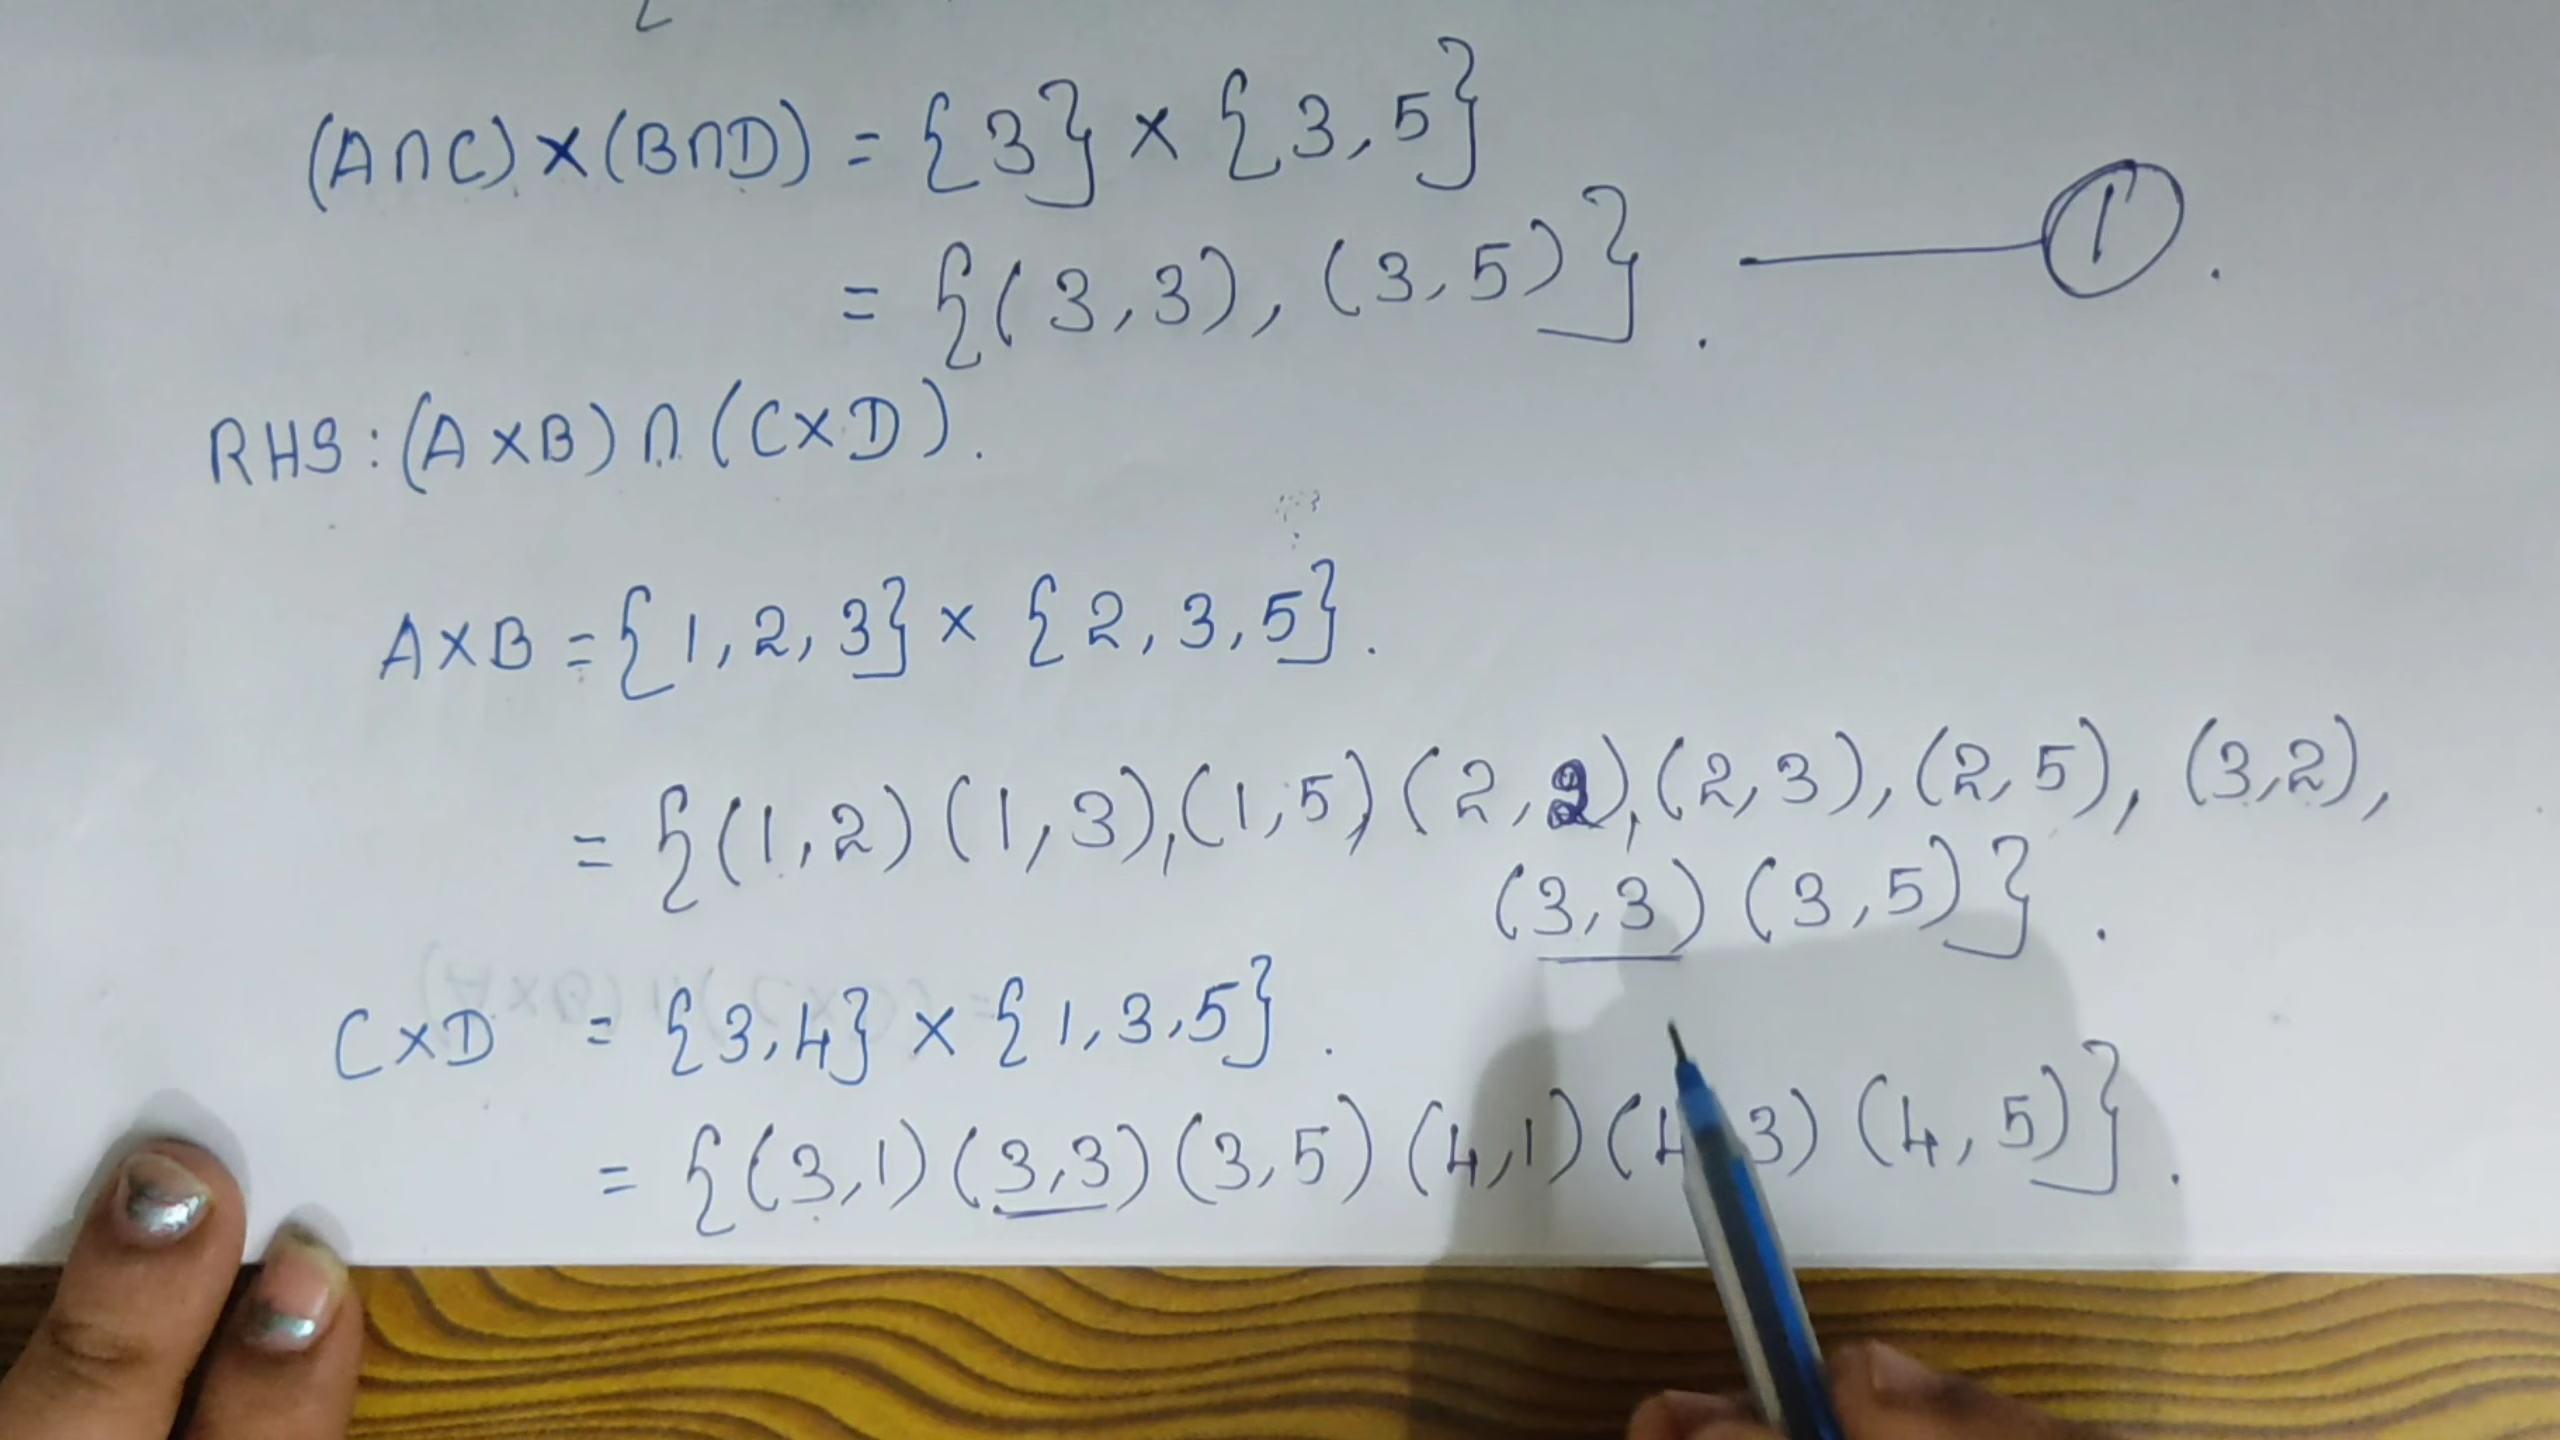 (A∩C)×(B∩D) = {3} × {3,5}
= {(3,3), (3,5)}. — 1.
RHS: (A×B)∩(C×D).
A×B = {1,2,3} × {2,3,5}.
= {(1,2) (1,3), (1,5) (2,2), (2,3), (2,5), (3,2),
(3,3) (3,5)}.
C×D = {3,4} × {1,3,5}.
= {(3,1) (3,3) (3,5) (4,1) (4 3) (4,5)}.